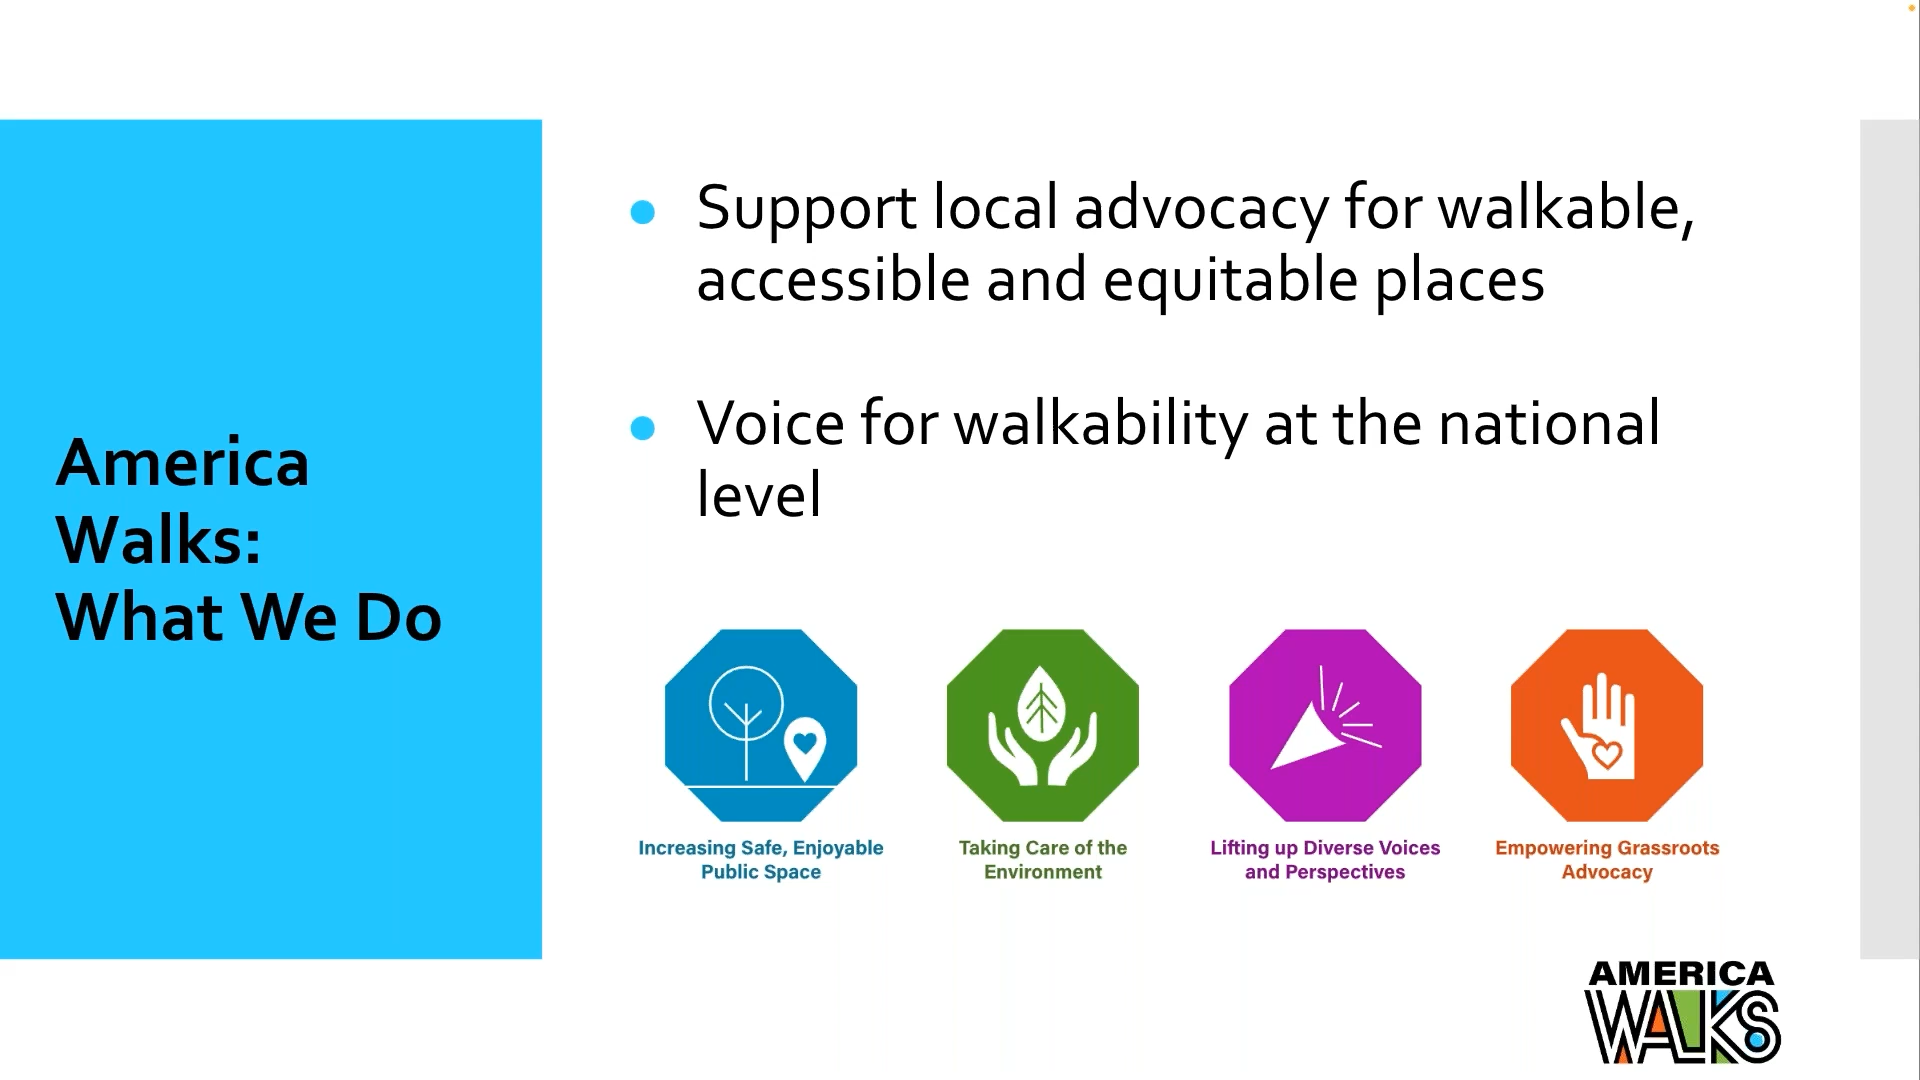 America
Walks:
What We Do
• Support local advocacy for walkable,
accessible and equitable places
• Voice for walkability at the national
level
Increasing Safe, Enjoyable
Public Space
Taking Care of the
Environment
Lifting up Diverse Voices
and Perspectives
Empowering Grassroots
Advocacy
AMERICA
WALKS